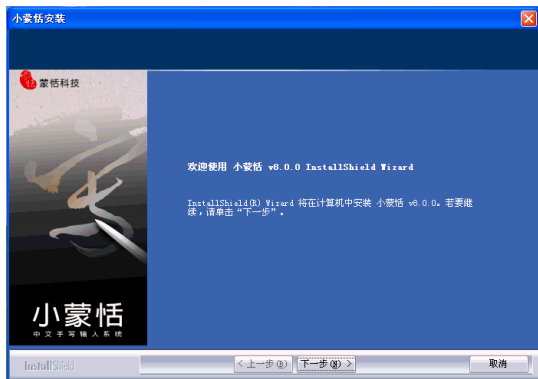 小蒙恬安装
蒙恬科技
欢迎使用 小蒙恬 v6.0.0 InstallShield Wizard
InstallShield(R) Wizard 将在计算机中安装 小蒙恬 v6.0.0。若要继
续，请单击“下一步”。
小蒙恬
中文手写输入系统
InstallShield
< 上一步(B) 下一步(N) > 取消